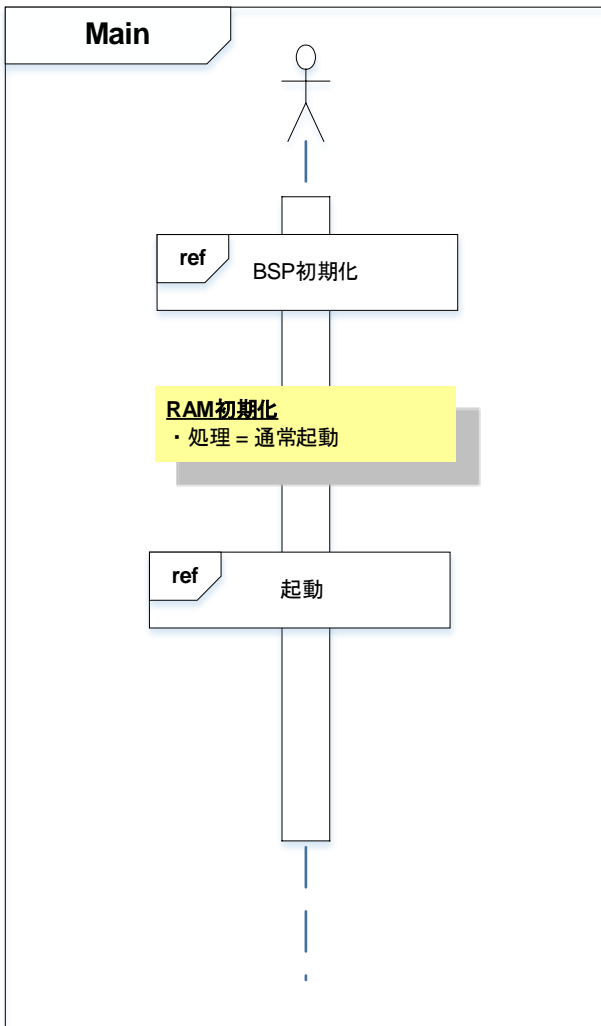 Main
ref
BSP初期化
RAM初期化
・処理 = 通常起動
ref
起動